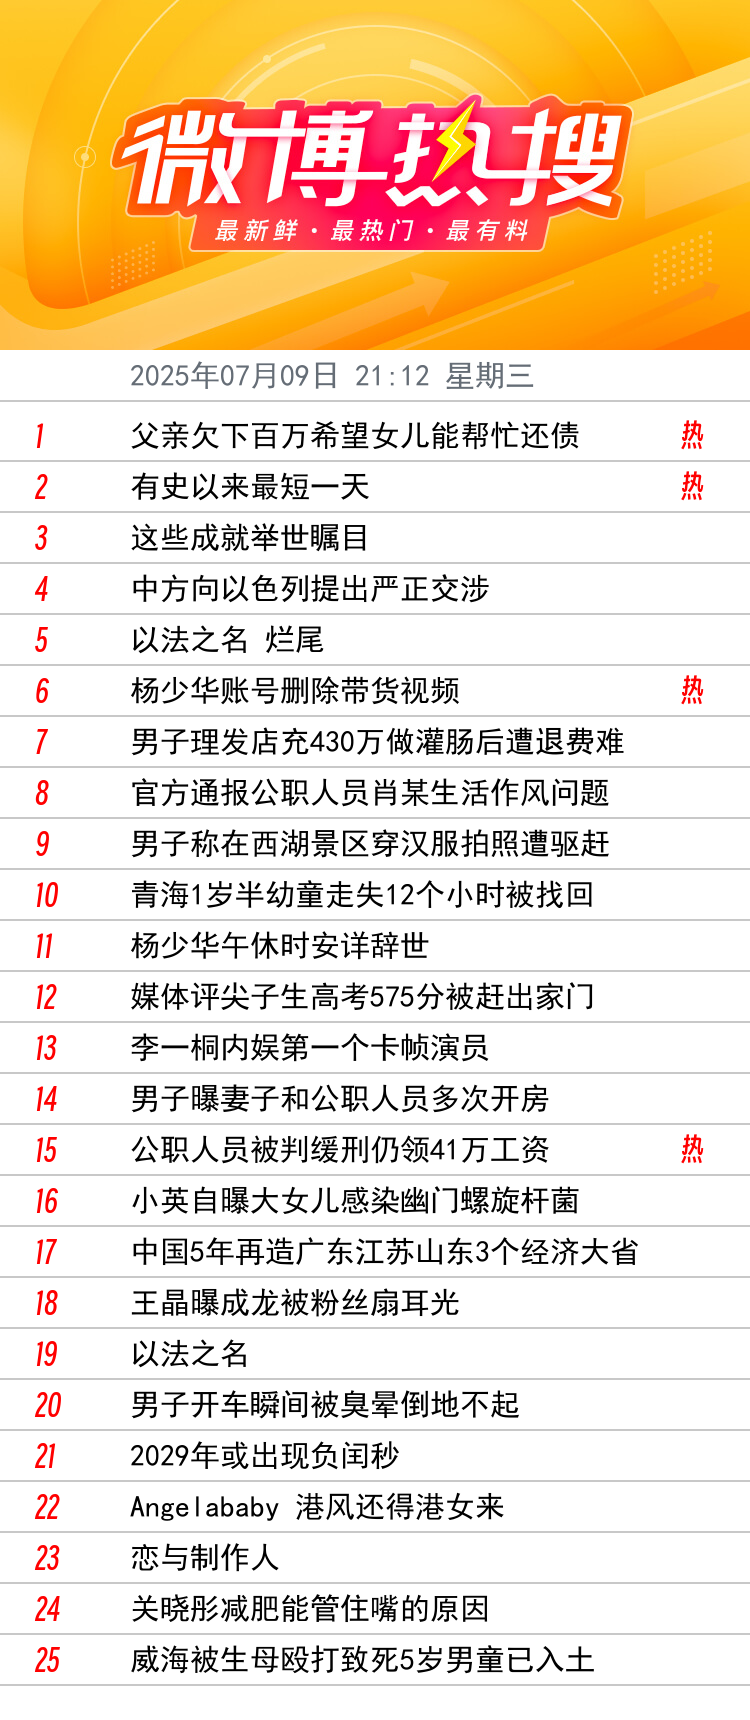 微博热搜
最新鲜·最热门·最有料
2025年07月09日 21:12 星期三
1 父亲欠下百万希望女儿能帮忙还债 热
2 有史以来最短一天 热
3 这些成就举世瞩目
4 中方向以色列提出严正交涉
5 以法之名 烂尾
6 杨少华账号删除带货视频 热
7 男子理发店充430万做灌肠后遭退费难
8 官方通报公职人员肖某生活作风问题
9 男子称在西湖景区穿汉服拍照遭驱赶
10 青海1岁半幼童走失12个小时被找回
11 杨少华午休时安详辞世
12 媒体评尖子生高考575分被赶出家门
13 李一桐内娱第一个卡帧演员
14 男子曝妻子和公职人员多次开房
15 公职人员被判缓刑仍领41万工资 热
16 小英自曝大女儿感染幽门螺旋杆菌
17 中国5年再造广东江苏山东3个经济大省
18 王晶曝成龙被粉丝扇耳光
19 以法之名
20 男子开车瞬间被臭晕倒地不起
21 2029年或出现负闰秒
22 Angelababy 港风还得港女来
23 恋与制作人
24 关晓彤减肥能管住嘴的原因
25 威海被生母殴打致死5岁男童已入土